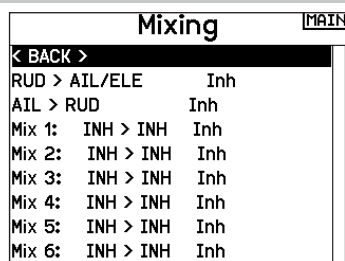 Mixing
MAIN
< BACK >
RUD > AIL/ELE Inh
AIL > RUD Inh
Mix 1: INH > INH Inh
Mix 2: INH > INH Inh
Mix 3: INH > INH Inh
Mix 4: INH > INH Inh
Mix 5: INH > INH Inh
Mix 6: INH > INH Inh